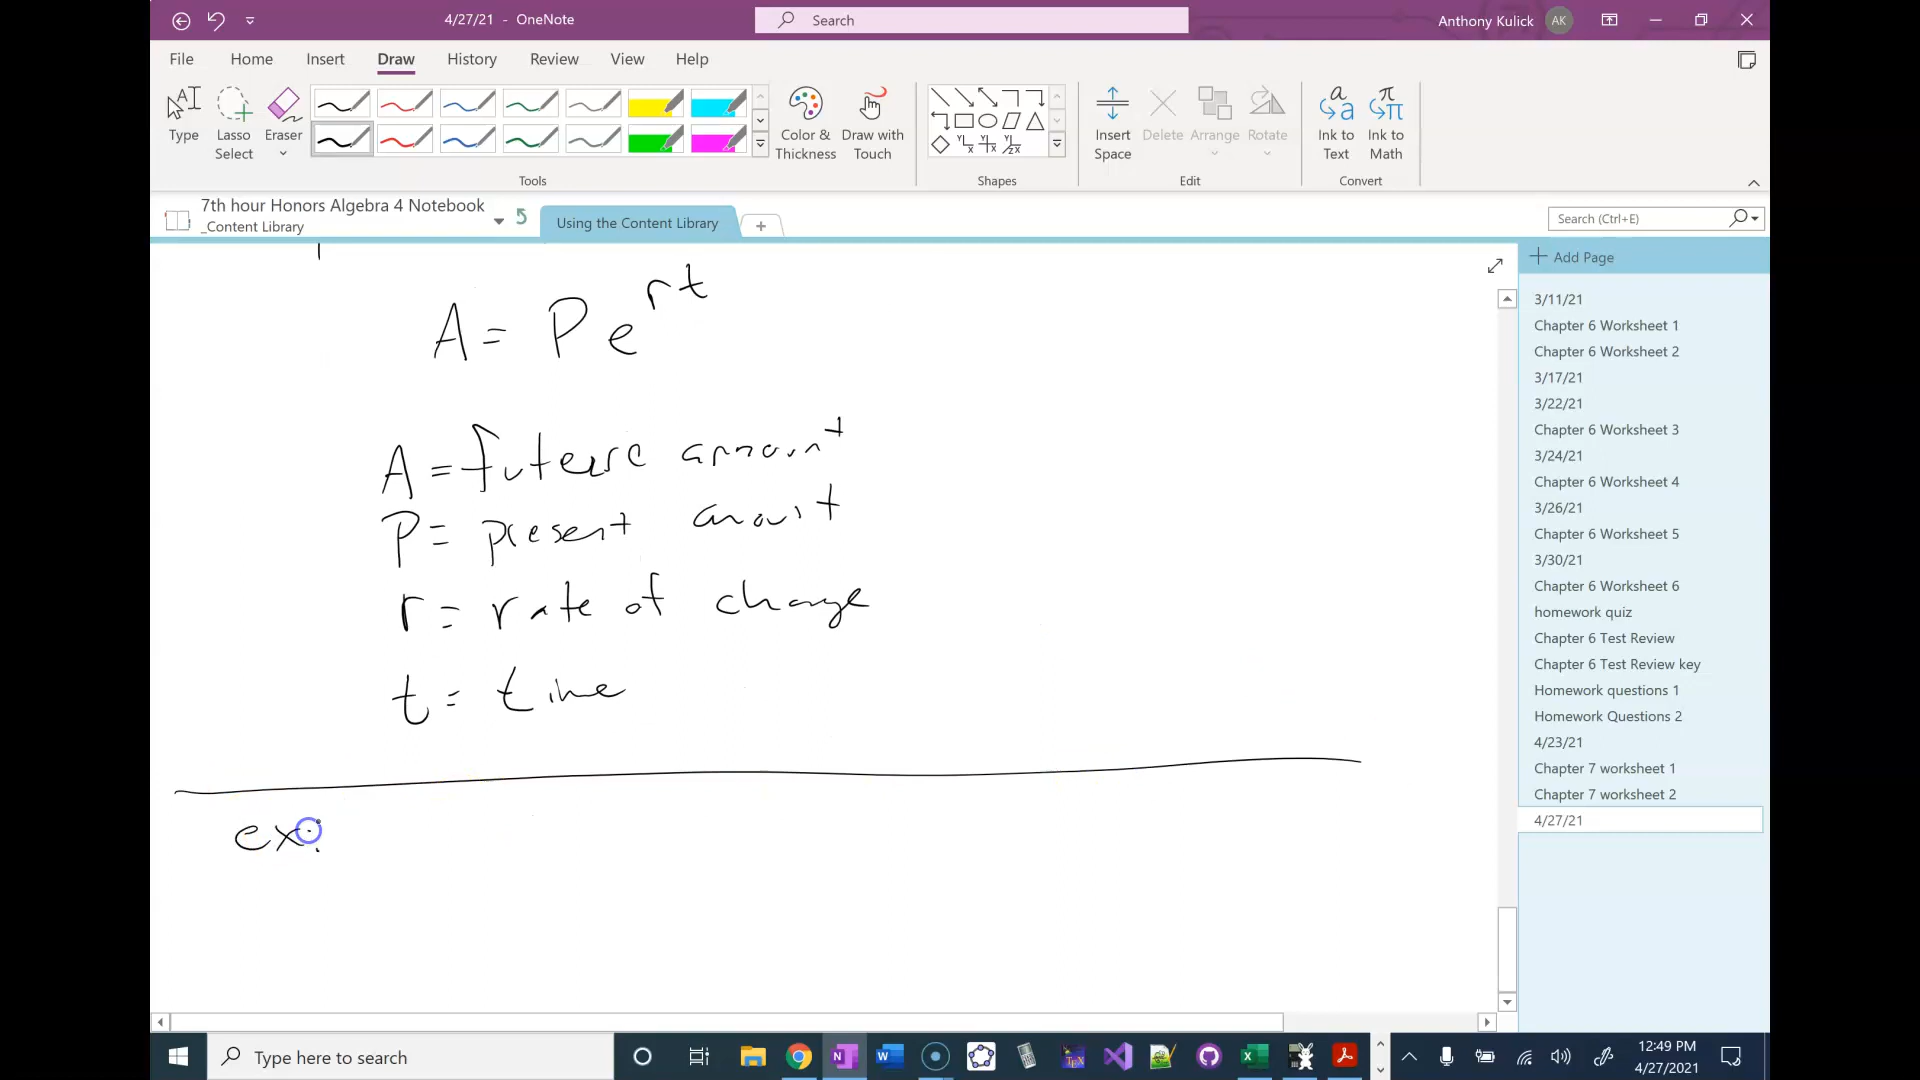 4/27/21 - OneNote
Search
Anthony Kulick
AK
File
Home
Insert
Draw
History
Review
View
Help
Type
Lasso Select
Eraser
Color & Thickness
Draw with Touch
Insert Space
Delete
Arrange
Rotate
Ink to Text
Ink to Math
Tools
Shapes
Edit
Convert
7th hour Honors Algebra 4 Notebook
_Content Library
Using the Content Library
Search (Ctrl+E)
A = P e^rt
A = future amount
P = present amount
r = rate of change
t = time
ex:
Add Page
3/11/21
Chapter 6 Worksheet 1
Chapter 6 Worksheet 2
3/17/21
3/22/21
Chapter 6 Worksheet 3
3/24/21
Chapter 6 Worksheet 4
3/26/21
Chapter 6 Worksheet 5
3/30/21
Chapter 6 Worksheet 6
homework quiz
Chapter 6 Test Review
Chapter 6 Test Review key
Homework questions 1
Homework Questions 2
4/23/21
Chapter 7 worksheet 1
Chapter 7 worksheet 2
4/27/21
Type here to search
12:49 PM
4/27/2021